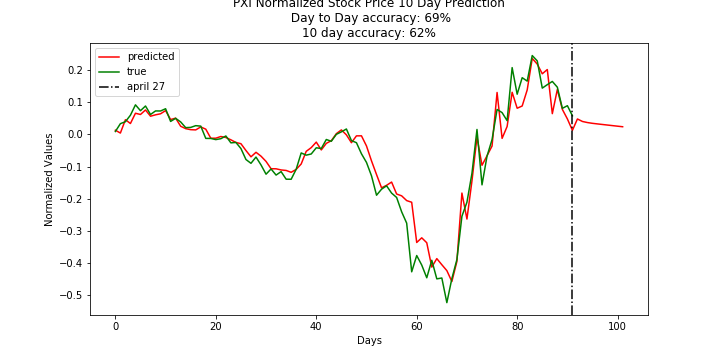 PXI Normalized Stock Price 10 Day Prediction
Day to Day accuracy: 69%
10 day accuracy: 62%
predicted
true
april 27
Normalized Values
0.2
0.1
0.0
−0.1
−0.2
−0.3
−0.4
−0.5
0 20 40 60 80 100
Days